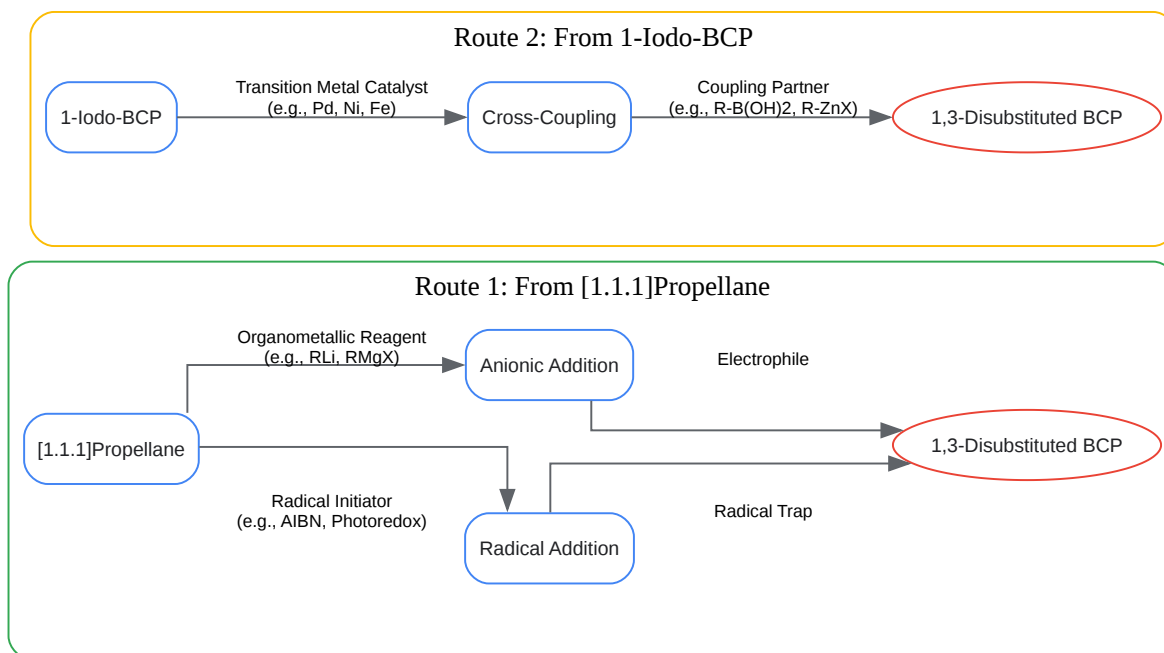 Route 2: From 1-Iodo-BCP
1-Iodo-BCP
Transition Metal Catalyst
(e.g., Pd, Ni, Fe)
Cross-Coupling
Coupling Partner
(e.g., R-B(OH)2, R-ZnX)
1,3-Disubstituted BCP
Route 1: From [1.1.1]Propellane
[1.1.1]Propellane
Organometallic Reagent
(e.g., RLi, RMgX)
Anionic Addition
Electrophile
1,3-Disubstituted BCP
Radical Initiator
(e.g., AIBN, Photoredox)
Radical Addition
Radical Trap